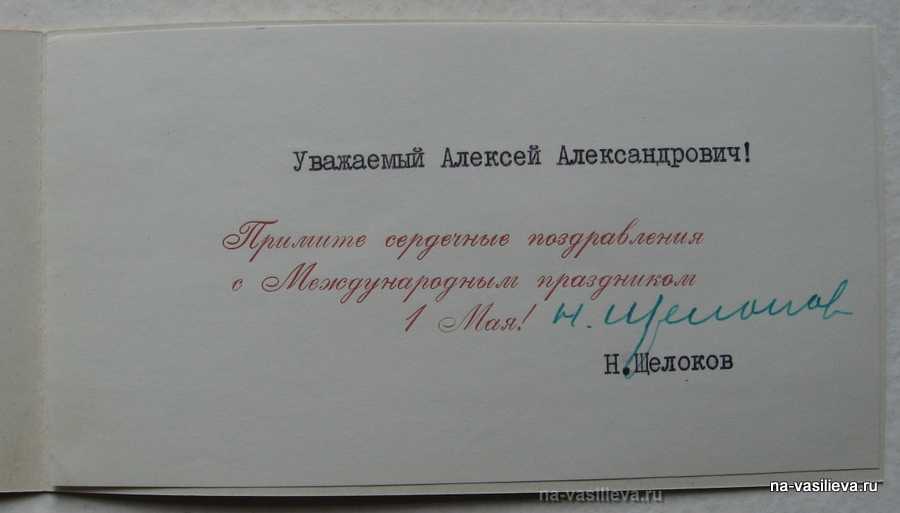 Уважаемый Алексей Александрович!
Примите сердечные поздравления
с Международным праздником
1 Мая! Н. Щелоков
Н.Щелоков
na-vasilieva.ru
na-vasilieva.ru